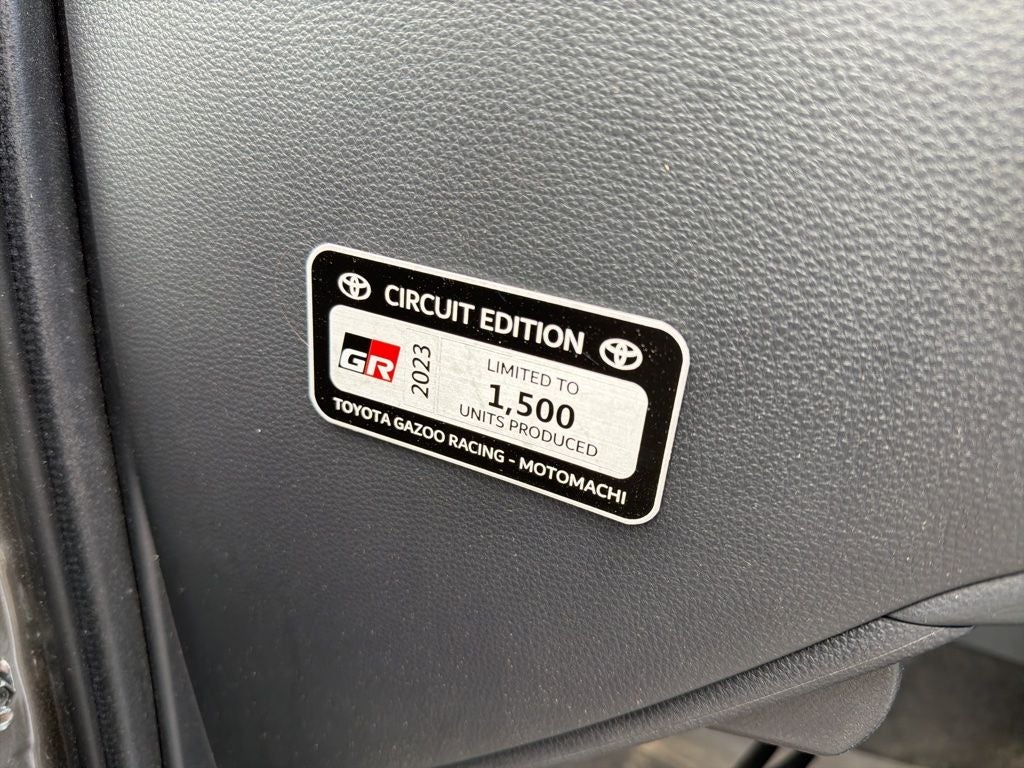 CIRCUIT EDITION
GR
2023
LIMITED TO
1,500
UNITS PRODUCED
TOYOTA GAZOO RACING - MOTOMACHI